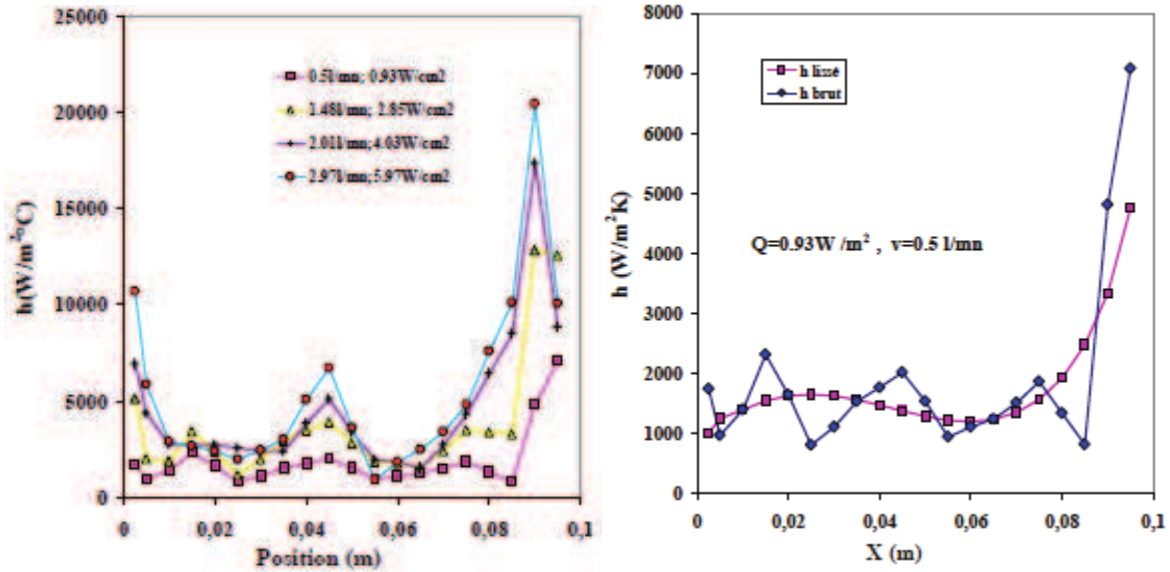 25000
20000
15000
10000
5000
0
h(W/m²°C)
0.5l/mn; 0.93W/cm2
1.48l/mn; 2.85W/cm2
2.01l/mn; 4.03W/cm2
2.97l/mn; 5.97W/cm2
0
0,02
0,04
0,06
0,08
0,1
Position (m)
8000
7000
6000
5000
4000
3000
2000
1000
0
h (W/m²K)
h lissé
h brut
Q=0.93W /m² , v=0.5 l/mn
0
0,02
0,04
0,06
0,08
0,1
X (m)